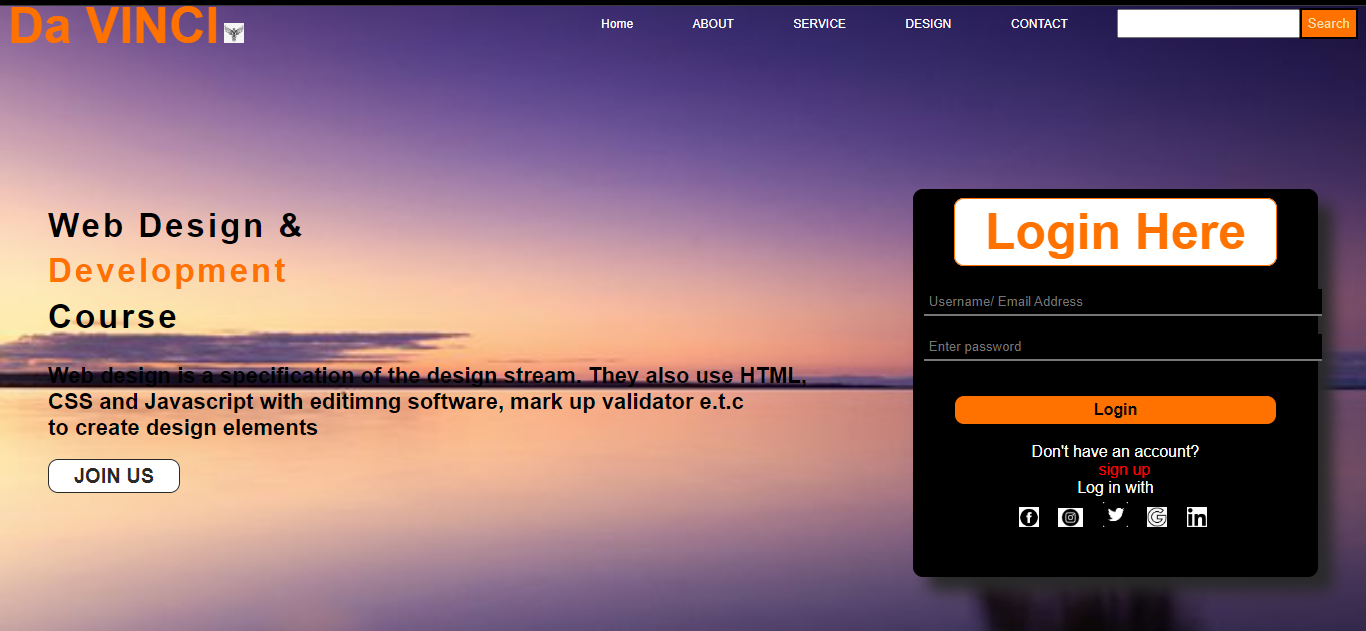 Da VINCI
Home ABOUT SERVICE DESIGN CONTACT Search
Web Design &
Development
Course
Web design is a specification of the design stream. They also use HTML,
CSS and Javascript with editimng software, mark up validator e.t.c
to create design elements
JOIN US
Login Here
Username/ Email Address
Enter password
Login
Don't have an account?
sign up
Log in with